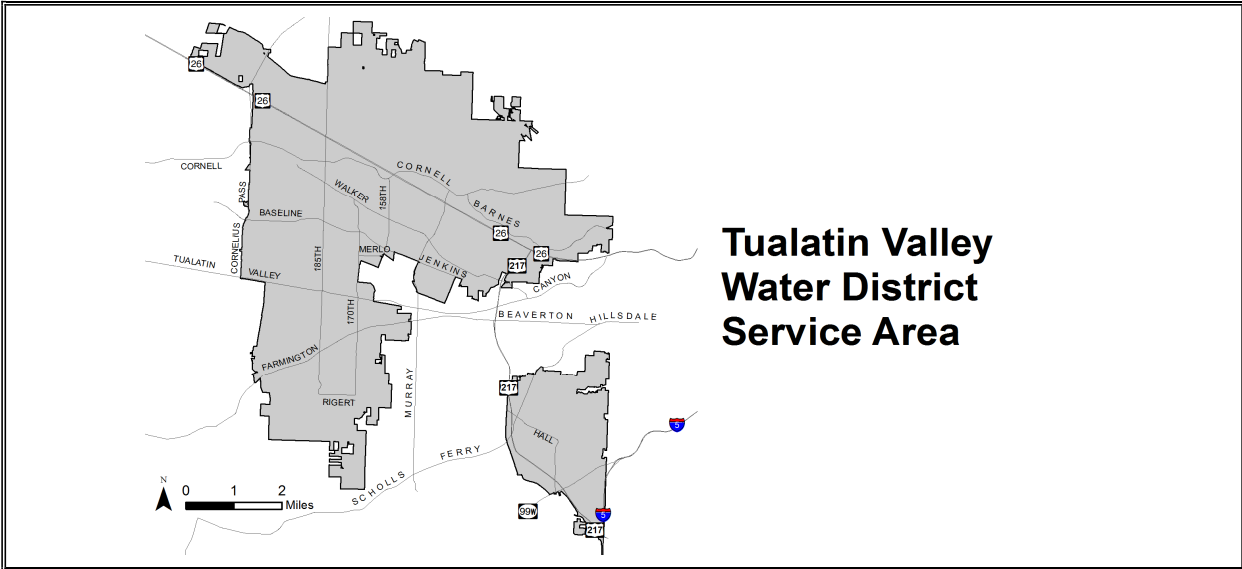 26
26
CORNELL
CORNELL
PASS
WALKER
158TH
BASELINE
BARNES
CORNELIUS
26
26
185TH
MERLO
JENKINS
217
TUALATIN
VALLEY
CANYON
170TH
BEAVERTON HILLSDALE
FARMINGTON
217
MURRAY
RIGERT
5
HALL
SCHOLLS FERRY
N
0 1 2
Miles
99W
5
217
Tualatin Valley
Water District
Service Area